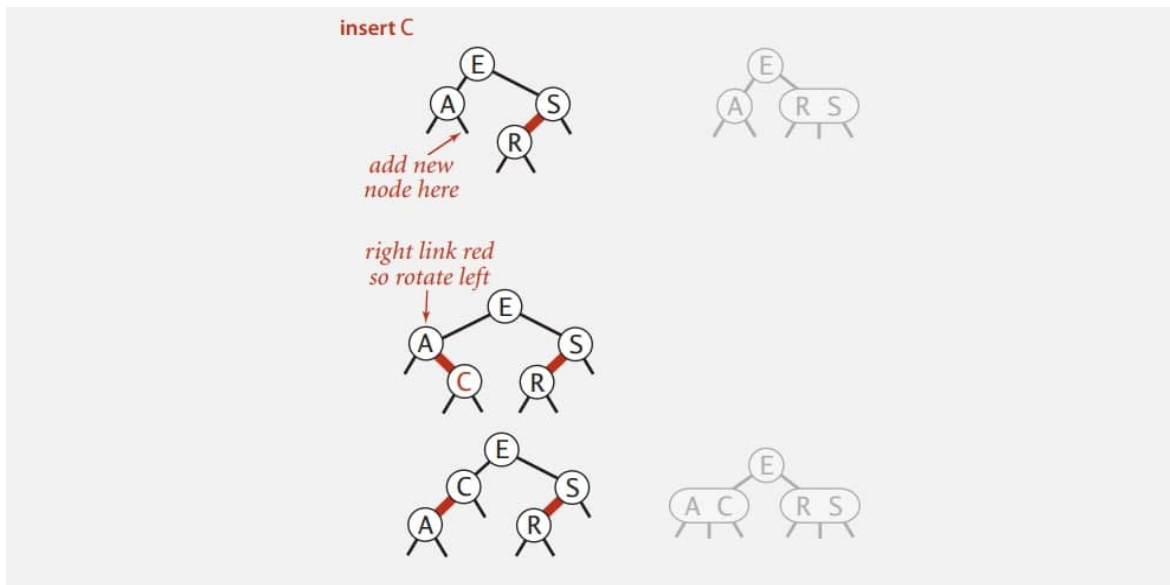 insert C
E
E
A
S
A
R S
R
add new
node here
right link red
so rotate left
E
A
S
C
R
E
E
C
S
A C
R S
A
R